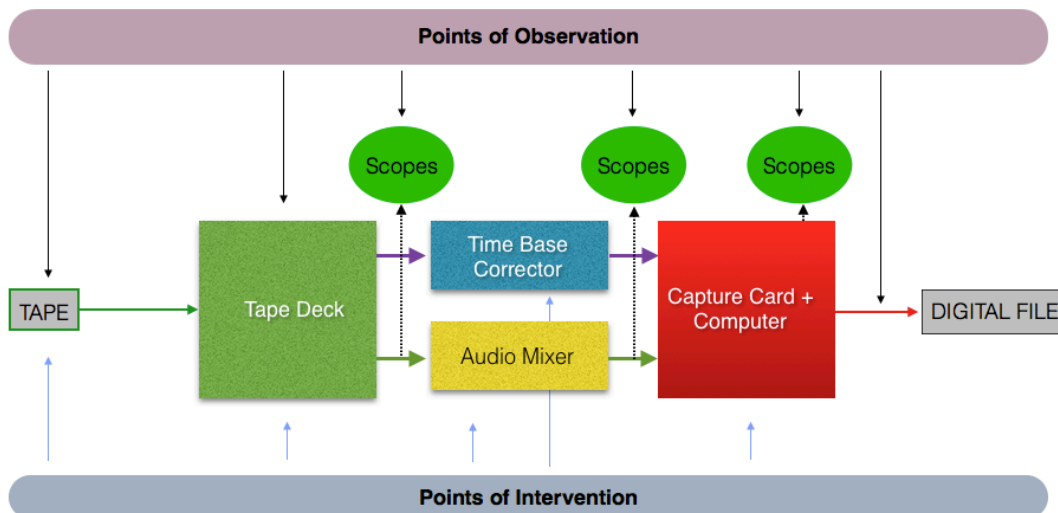 Points of Observation
Scopes
Scopes
Scopes
Time Base
Corrector
TAPE
Tape Deck
Capture Card +
Computer
DIGITAL FILE
Audio Mixer
Points of Intervention